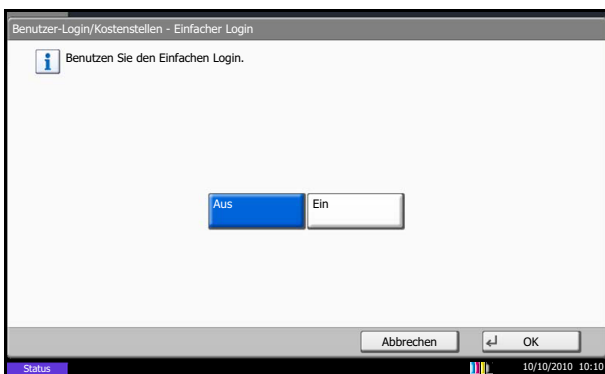 Benutzer-Login/Kostenstellen - Einfacher Login
Benutzen Sie den Einfachen Login.
Aus
Ein
Abbrechen
OK
Status
10/10/2010 10:10